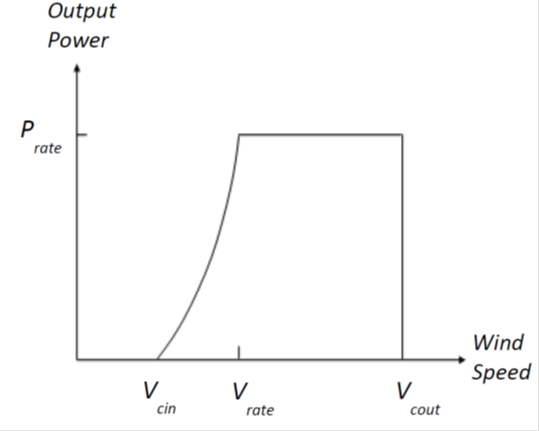 Output
Power
P rate
Wind
Speed
V cin
V rate
V cout